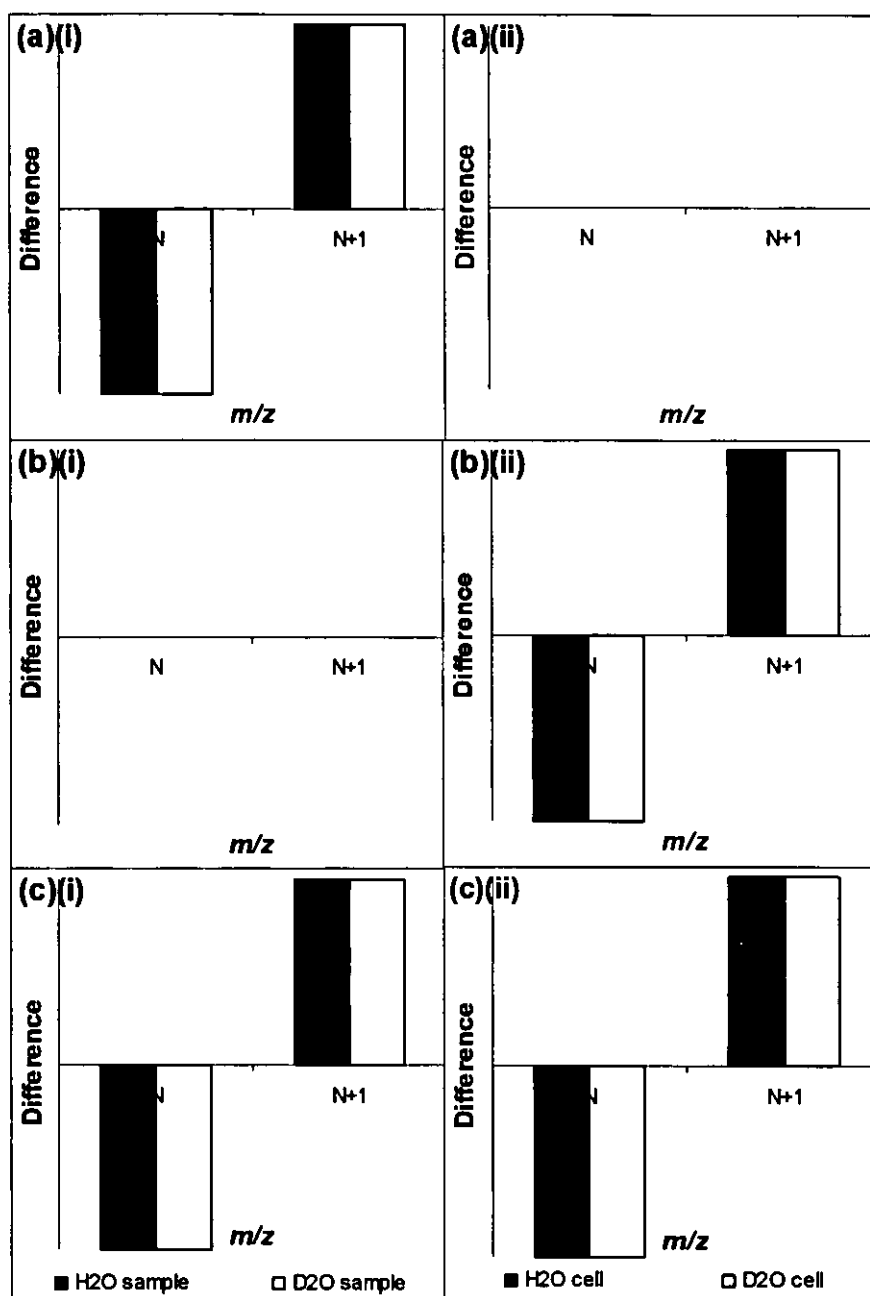 (a)(i)
Difference
N
N+1
m/z
(a)(ii)
Difference
N
N+1
m/z
(b)(i)
Difference
N
N+1
m/z
(b)(ii)
Difference
N
N+1
m/z
(c)(i)
Difference
N
N+1
m/z
H2O sample D2O sample
(c)(ii)
Difference
N
N+1
m/z
H2O cell D2O cell